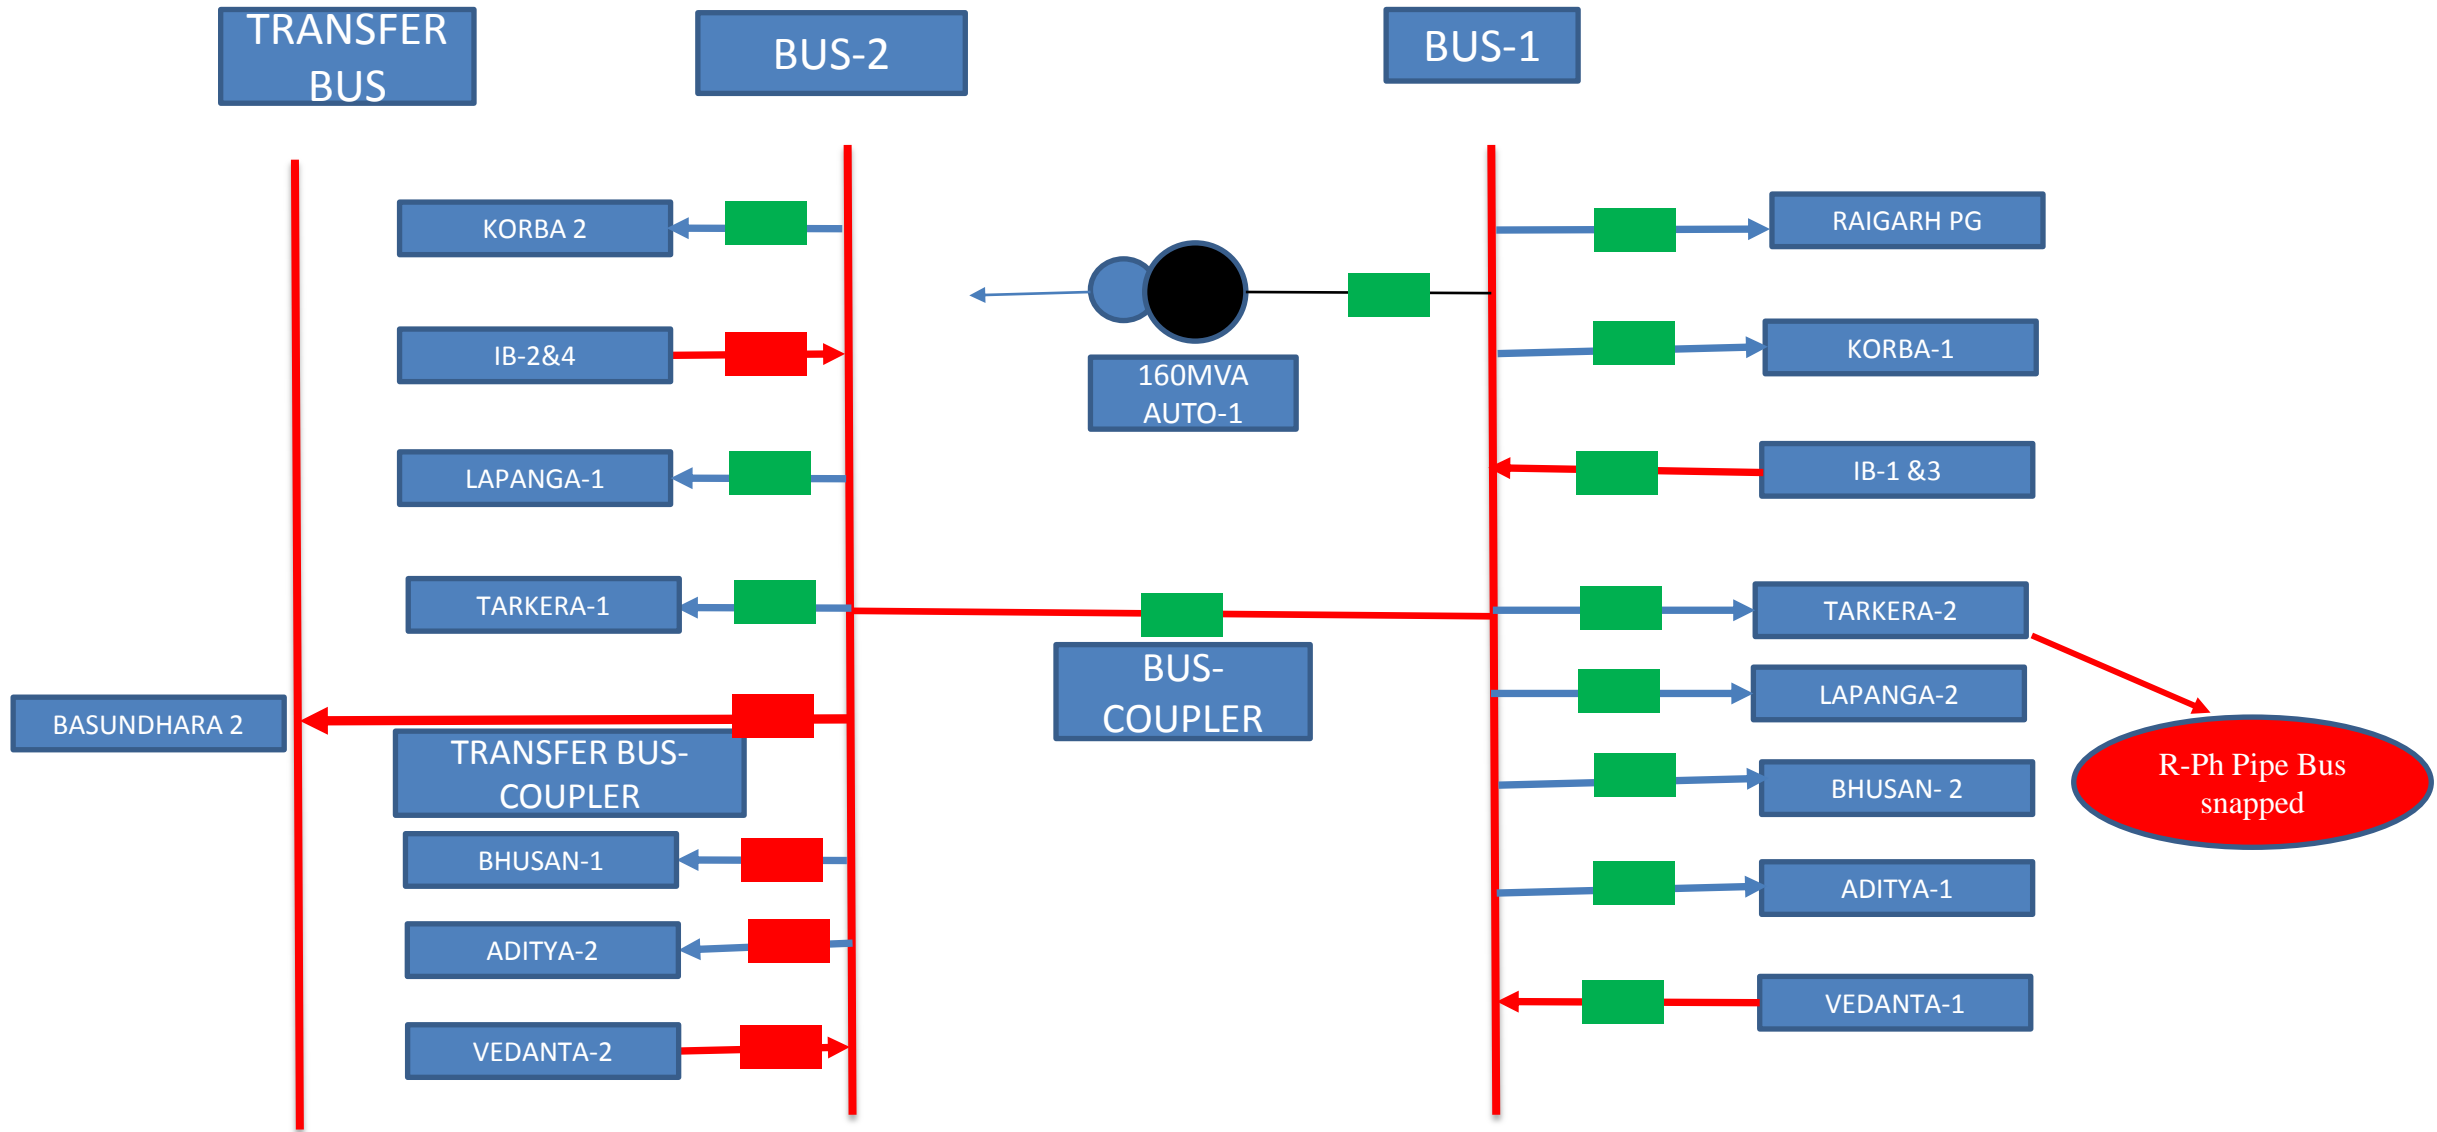 TRANSFER
BUS
BUS-2
BUS-1
KORBA 2
RAIGARH PG
IB-2&4
160MVA
AUTO-1
KORBA-1
LAPANGA-1
IB-1 &3
TARKERA-1
TARKERA-2
BUS-
COUPLER
LAPANGA-2
BASUNDHARA 2
TRANSFER BUS-
COUPLER
R-Ph Pipe Bus
snapped
BHUSAN- 2
BHUSAN-1
ADITYA-1
ADITYA-2
VEDANTA-1
VEDANTA-2